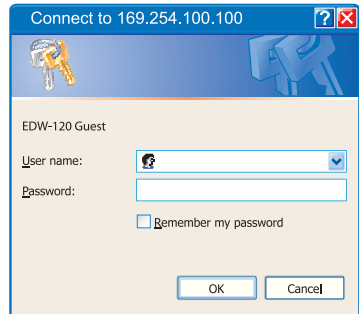 Connect to 169.254.100.100
EDW-120 Guest
User name:
Password:
Remember my password
OK Cancel